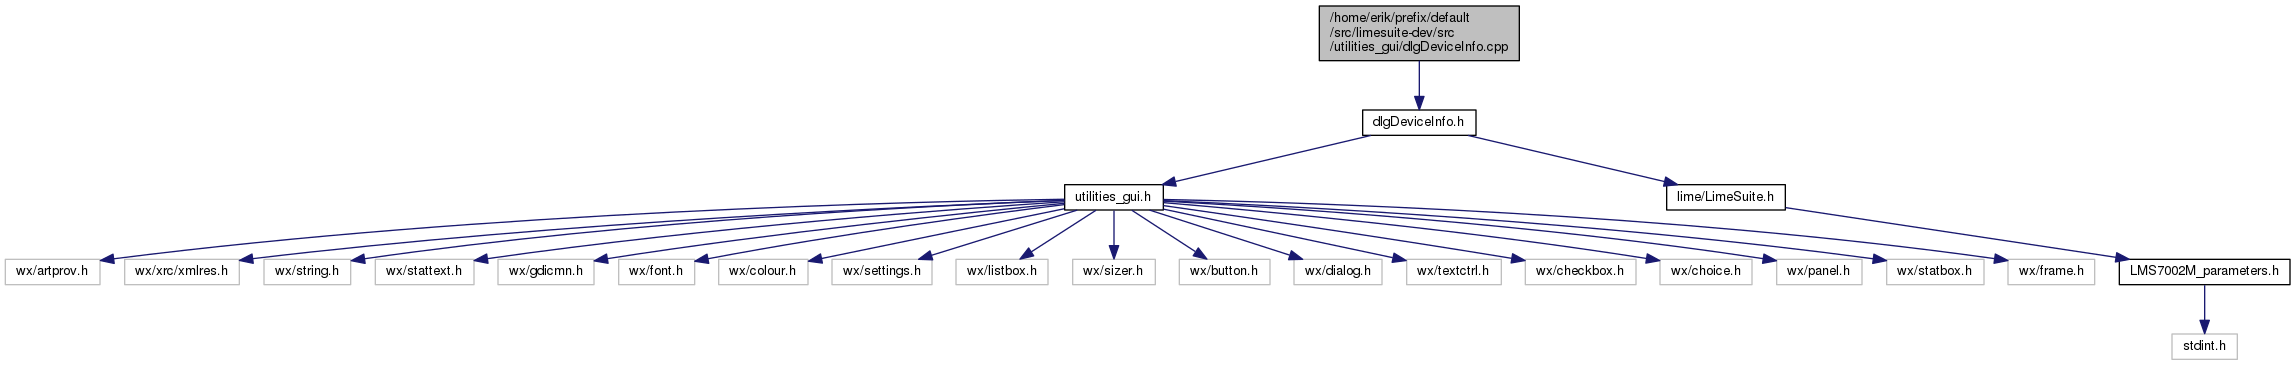 /home/erik/prefix/default
/src/limesuite-dev/src
/utilities_gui/dlgDeviceInfo.cpp
dlgDeviceInfo.h
utilities_gui.h
lime/LimeSuite.h
wx/artprov.h
wx/xrc/xmlres.h
wx/string.h
wx/stattext.h
wx/gdicmn.h
wx/font.h
wx/colour.h
wx/settings.h
wx/listbox.h
wx/sizer.h
wx/button.h
wx/dialog.h
wx/textctrl.h
wx/checkbox.h
wx/choice.h
wx/panel.h
wx/statbox.h
wx/frame.h
LMS7002M_parameters.h
stdint.h